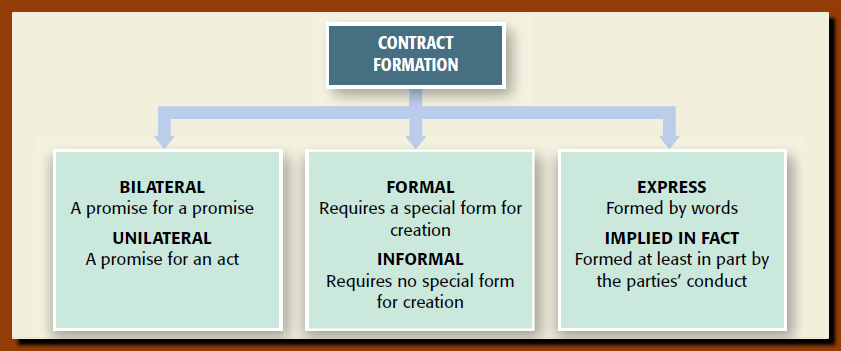 CONTRACT
FORMATION
BILATERAL
A promise for a promise
UNILATERAL
A promise for an act
FORMAL
Requires a special form for
creation
INFORMAL
Requires no special form
for creation
EXPRESS
Formed by words
IMPLIED IN FACT
Formed at least in part by
the parties’ conduct